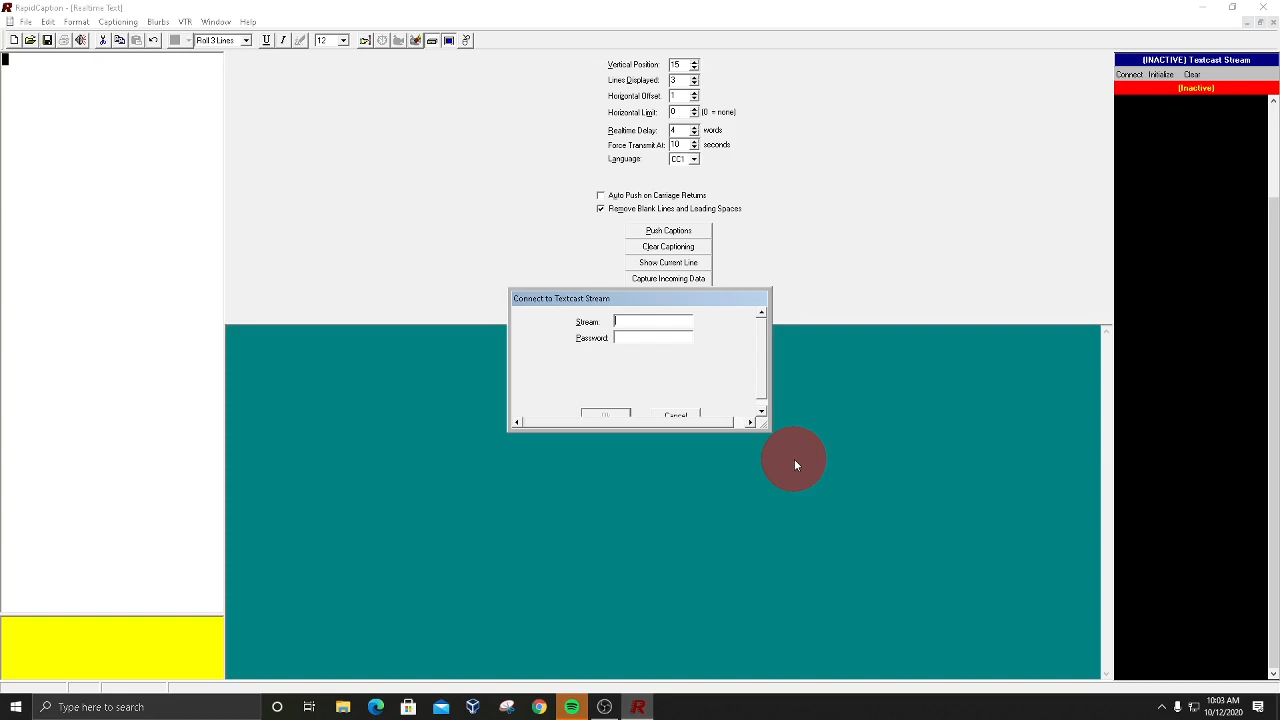 RapidCaption - [Realtime Text]
File Edit Format Captioning Blurbs VTR Window Help
Roll 3 Lines U I 12
Vertical Position: 15
Lines Displayed: 3
Horizontal Offset: 1
Horizontal Limit: 0 (0 = none)
Realtime Delay: 4 words
Force Transmit At: 10 seconds
Language: CC1
Auto Push on Carriage Returns
Remove Blank Lines and Leading Spaces
Push Captions
Clear Captioning
Show Current Line
Capture Incoming Data
Connect to Textcast Stream
Stream:
Password:
Cancel
(INACTIVE) Textcast Stream
Connect Initialize Clear
(Inactive)
Type here to search
10:03 AM
10/12/2020